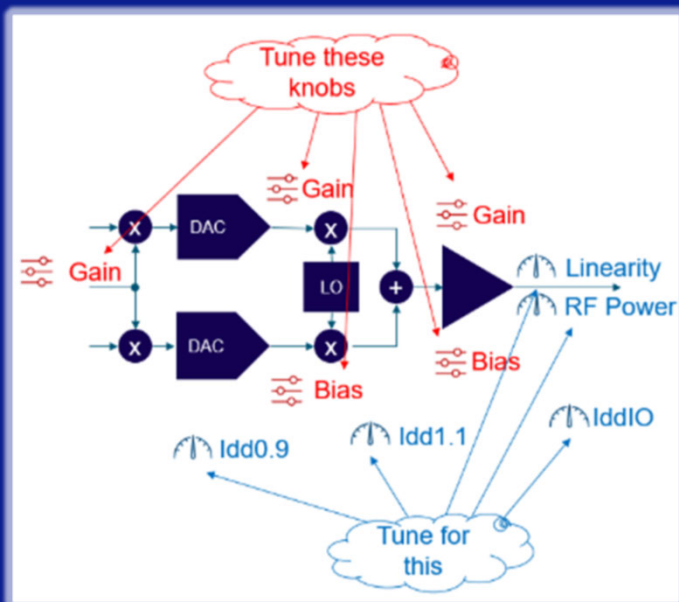 Tune these
knobs
Gain
Gain
X
DAC
X
Gain
Linearity
LO
+
RF Power
X
DAC
X
Bias
Bias
Idd0.9
Idd1.1
IddIO
Tune for
this